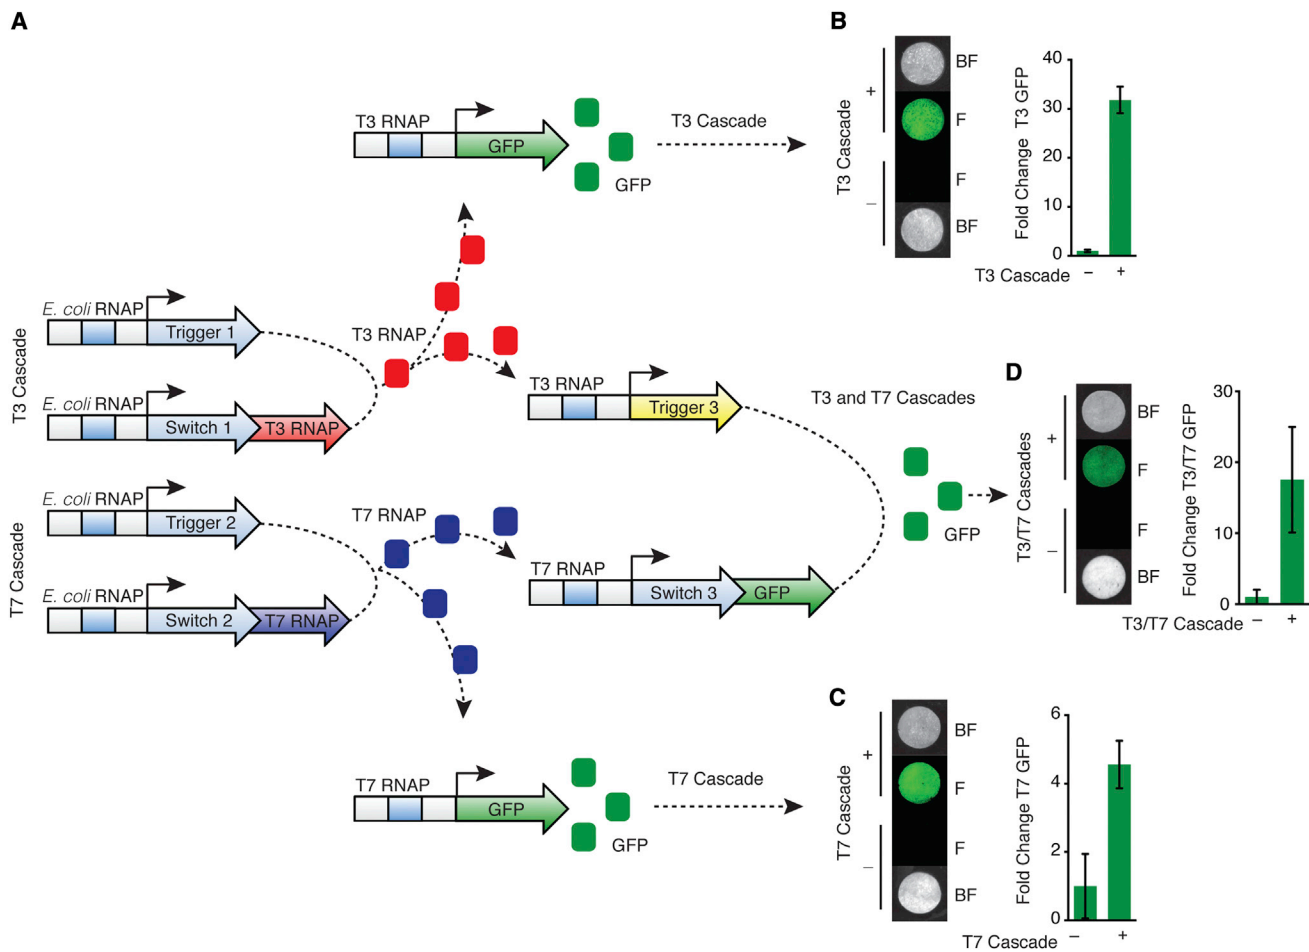 A
T3 RNAP
GFP
GFP
T3 Cascade
E. coli RNAP
Trigger 1
T3 Cascade
E. coli RNAP
Switch 1
T3 RNAP
T3 RNAP
T3 RNAP
Trigger 3
T3 and T7 Cascades
GFP
E. coli RNAP
Trigger 2
T7 Cascade
E. coli RNAP
Switch 2
T7 RNAP
T7 RNAP
T7 RNAP
Switch 3
GFP
T7 RNAP
GFP
GFP
T7 Cascade
B
T3 Cascade
+
–
BF
F
F
BF
Fold Change T3 GFP
40
30
20
10
0
T3 Cascade – +
D
T3/T7 Cascades
+
–
BF
F
F
BF
Fold Change T3/T7 GFP
30
20
10
0
T3/T7 Cascade – +
C
T7 Cascade
+
–
BF
F
F
BF
Fold Change T7 GFP
6
4
2
0
T7 Cascade – +